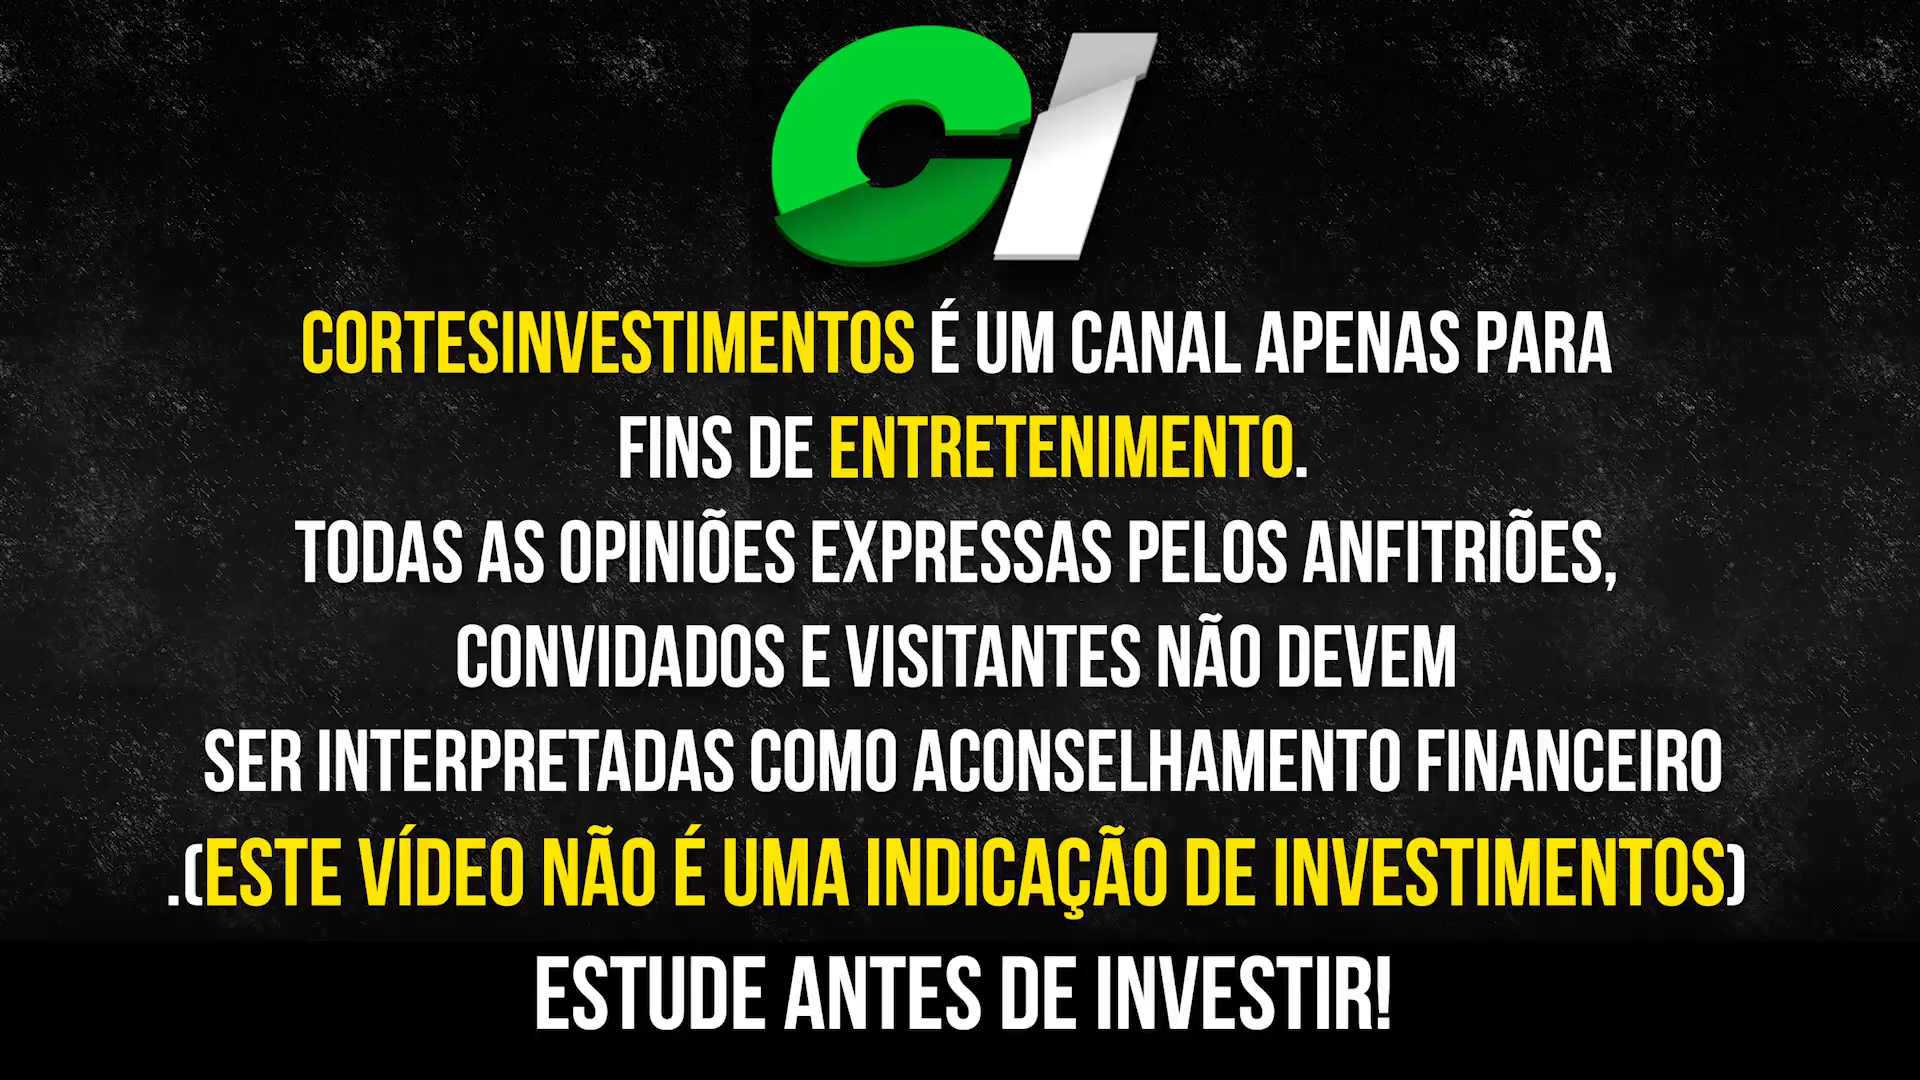 CI
CORTESINVESTIMENTOS É UM CANAL APENAS PARA
FINS DE ENTRETENIMENTO.
TODAS AS OPINIÕES EXPRESSAS PELOS ANFITRIÕES,
CONVIDADOS E VISITANTES NÃO DEVEM
SER INTERPRETADAS COMO ACONSELHAMENTO FINANCEIRO
.(ESTE VÍDEO NÃO É UMA INDICAÇÃO DE INVESTIMENTOS)
ESTUDE ANTES DE INVESTIR!